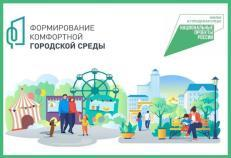 ФОРМИРОВАНИЕ
КОМФОРТНОЙ
ГОРОДСКОЙ СРЕДЫ
НАЦИОНАЛЬНЫЕ
ПРОЕКТЫ
РОССИИ